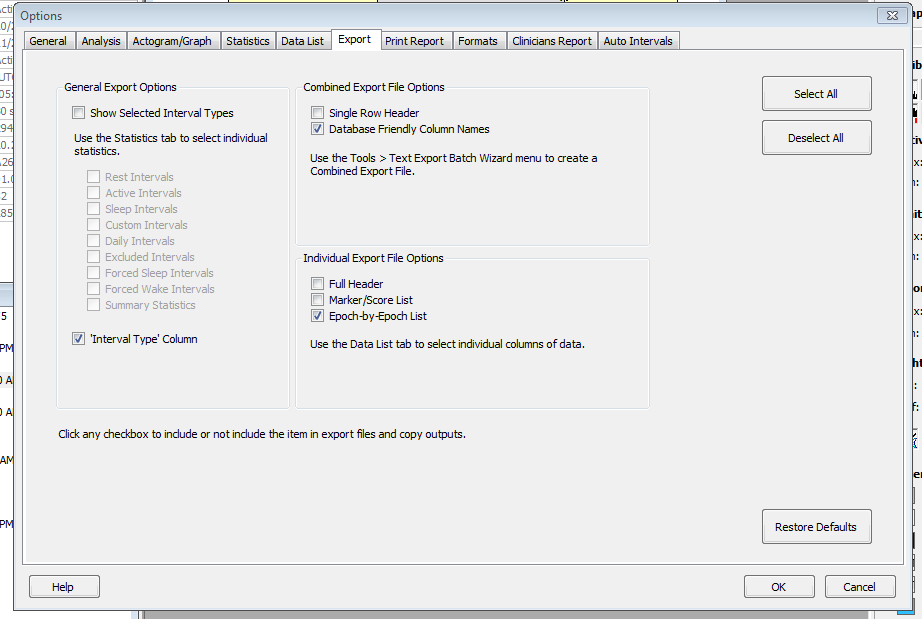 Options
General
Analysis
Actogram/Graph
Statistics
Data List
Export
Print Report
Formats
Clinicians Report
Auto Intervals
General Export Options
Show Selected Interval Types
Use the Statistics tab to select individual
statistics.
Rest Intervals
Active Intervals
Sleep Intervals
Custom Intervals
Daily Intervals
Excluded Intervals
Forced Sleep Intervals
Forced Wake Intervals
Summary Statistics
'Interval Type' Column
Combined Export File Options
Single Row Header
Database Friendly Column Names
Use the Tools > Text Export Batch Wizard menu to create a
Combined Export File.
Individual Export File Options
Full Header
Marker/Score List
Epoch-by-Epoch List
Use the Data List tab to select individual columns of data.
Select All
Deselect All
Click any checkbox to include or not include the item in export files and copy outputs.
Restore Defaults
Help
OK
Cancel
PM
AM
PM